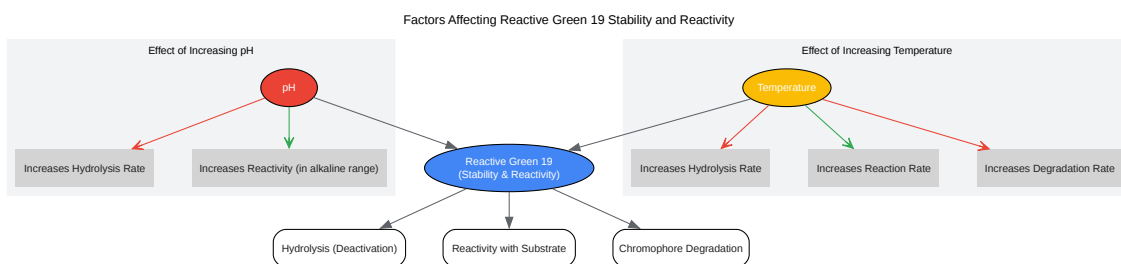 Factors Affecting Reactive Green 19 Stability and Reactivity
Effect of Increasing pH
Effect of Increasing Temperature
pH
Temperature
Increases Hydrolysis Rate
Increases Reactivity (in alkaline range)
Reactive Green 19
(Stability & Reactivity)
Increases Hydrolysis Rate
Increases Reaction Rate
Increases Degradation Rate
Hydrolysis (Deactivation)
Reactivity with Substrate
Chromophore Degradation